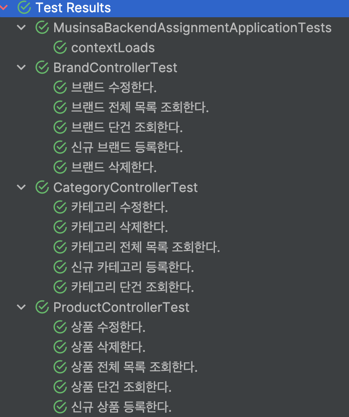 Test Results
MusinsaBackendAssignmentApplicationTests
contextLoads
BrandControllerTest
브랜드 수정한다.
브랜드 전체 목록 조회한다.
브랜드 단건 조회한다.
신규 브랜드 등록한다.
브랜드 삭제한다.
CategoryControllerTest
카테고리 수정한다.
카테고리 삭제한다.
카테고리 전체 목록 조회한다.
신규 카테고리 등록한다.
카테고리 단건 조회한다.
ProductControllerTest
상품 수정한다.
상품 삭제한다.
상품 전체 목록 조회한다.
상품 단건 조회한다.
신규 상품 등록한다.